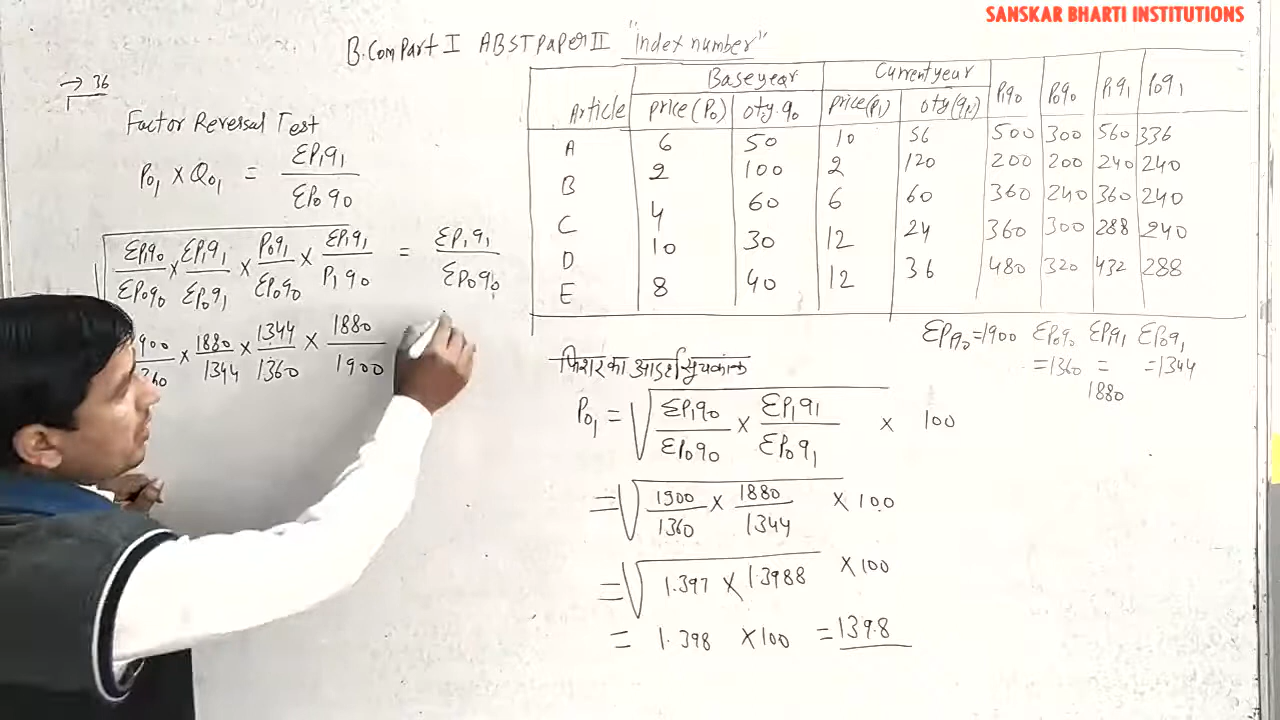 SANSKAR BHARTI INSTITUTIONS
B.Com Part I ABST Paper II "Index number"
→ 36
Factor Reversal Test
P01 × Q01 = ΣP1q1 / ΣP0q0
√ ΣP1q0 / ΣP0q0 × ΣP1q1 / ΣP0q1 × P0q1 / ΣP0q0 × ΣP1q1 / P1q0 = ΣP1q1 / ΣP0q0
900 / 360 × 1880 / 1344 × 1344 / 1360 × 1880 / 1900
Base year Current year
Article price (P0) qty. q0 price (P1) qty (q1) P1q0 P0q0 P1q1 P0q1
A 6 50 10 56 500 300 560 336
B 2 100 2 120 200 200 240 240
C 4 60 6 60 360 240 360 240
D 10 30 12 24 360 300 288 240
E 8 40 12 36 480 320 432 288
ΣP1q0 = 1900 ΣP0q0 = 1360 ΣP1q1 = 1880 ΣP0q1 = 1344
फिशर का आदर्श सूचकांक
P01 = √ ΣP1q0 / ΣP0q0 × ΣP1q1 / ΣP0q1 × 100
= √ 1900 / 1360 × 1880 / 1344 × 100
= √ 1.397 × 1.3988 × 100
= 1.398 × 100 = 139.8